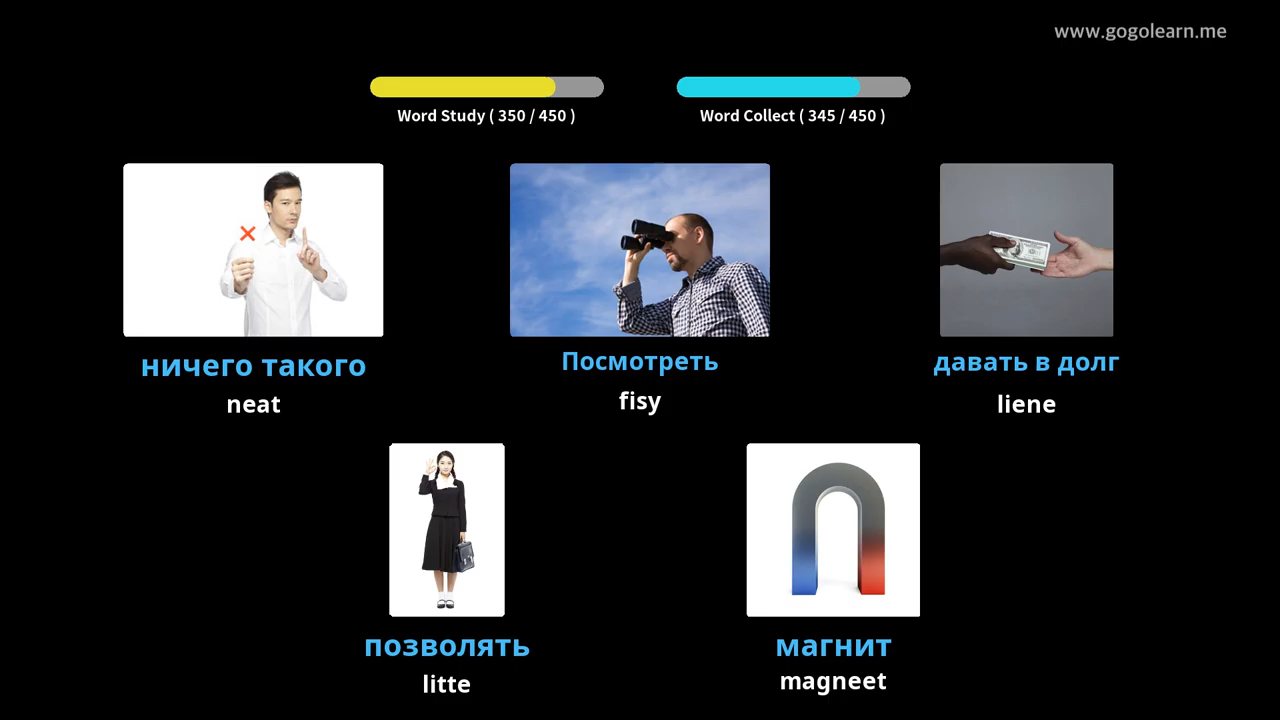 www.gogolearn.me
Word Study ( 350 / 450 )
Word Collect ( 345 / 450 )
ничего такого
neat
Посмотреть
fisy
давать в долг
liene
позволять
litte
магнит
magneet